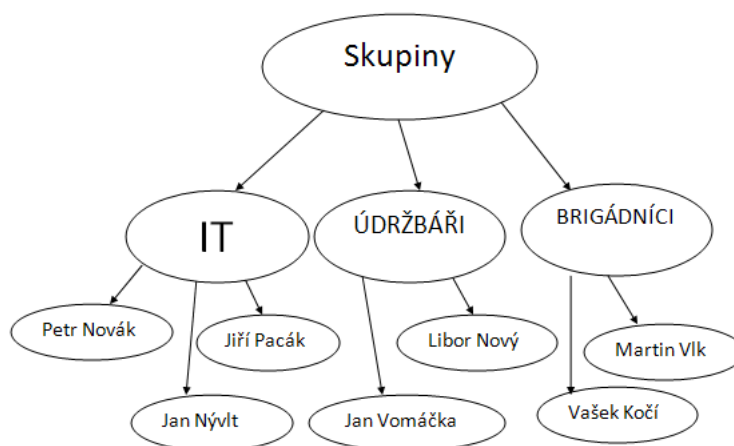 Skupiny
IT
ÚDRŽBÁŘI
BRIGÁDNÍCI
Petr Novák
Jiří Pacák
Libor Nový
Martin Vlk
Jan Nývlt
Jan Vomáčka
Vašek Kočí